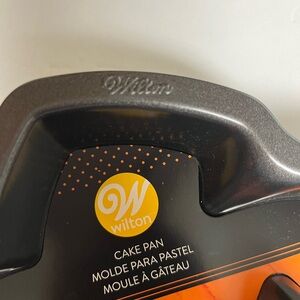 Wilton
W
wilton
CAKE PAN
MOLDE PARA PASTEL
MOULE À GÂTEAU